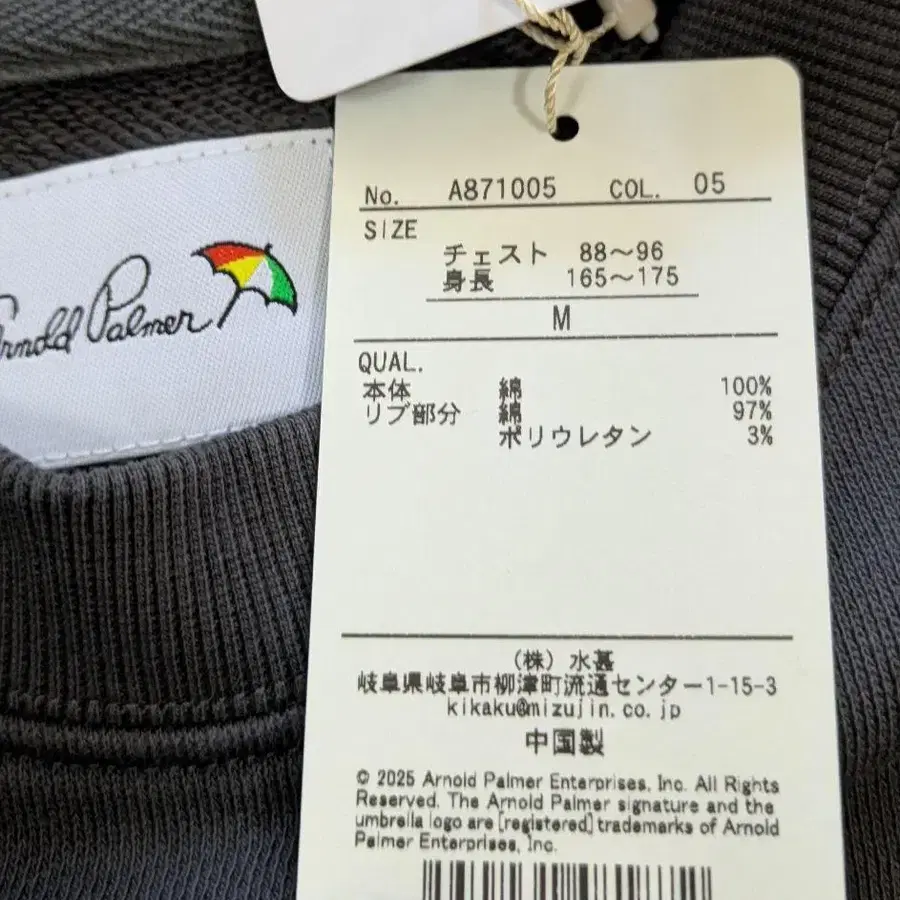 Arnold Palmer
No. A871005 COL. 05
SIZE
チェスト 88～96
身長 165～175
M
QUAL.
本体 綿 100%
リブ部分 綿 97%
ポリウレタン 3%
(株) 水甚
岐阜県岐阜市柳津町流通センター1-15-3
kikaku@mizujin.co.jp
中国製
© 2025 Arnold Palmer Enterprises, Inc. All Rights
Reserved. The Arnold Palmer signature and the
umbrella logo are [registered] trademarks of Arnold
Palmer Enterprises, Inc.